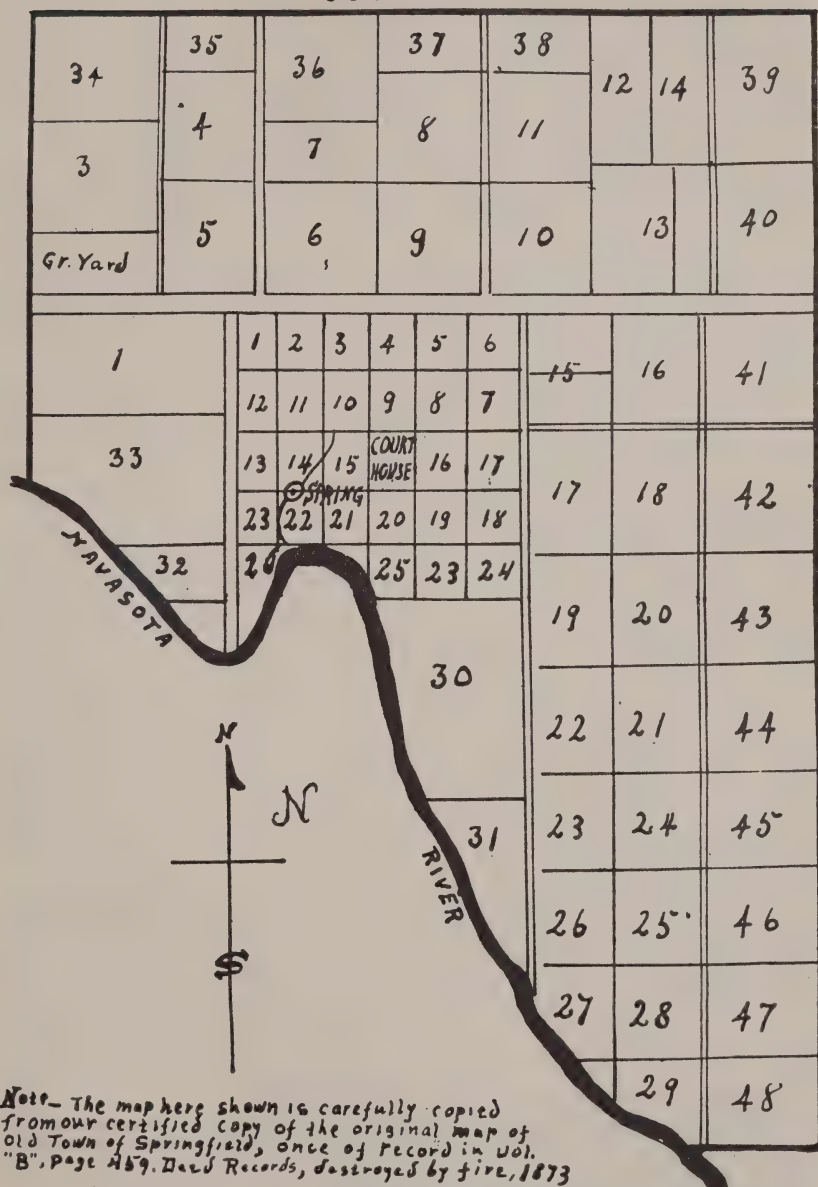 34 35 36 37 38 12 14 39
3 4 7 8 11
Gr. Yard 5 6 9 10 13 40
1 1 2 3 4 5 6 15 16 41
12 11 10 9 8 7
33 13 14 15 COURT
HOUSE 16 17 17 18 42
SPRING
23 22 21 20 19 18
32 26 25 23 24
NAVASOTA
30 19 20 43
N
N
22 21 44
31 23 24 45
RIVER
S
26 25 46
27 28 47
29 48
Note— The map here shown is carefully copied
from our certified copy of the original map of
old Town of Springfield, once of record in Vol.
"B", page 459. Deed Records, destroyed by fire, 1873